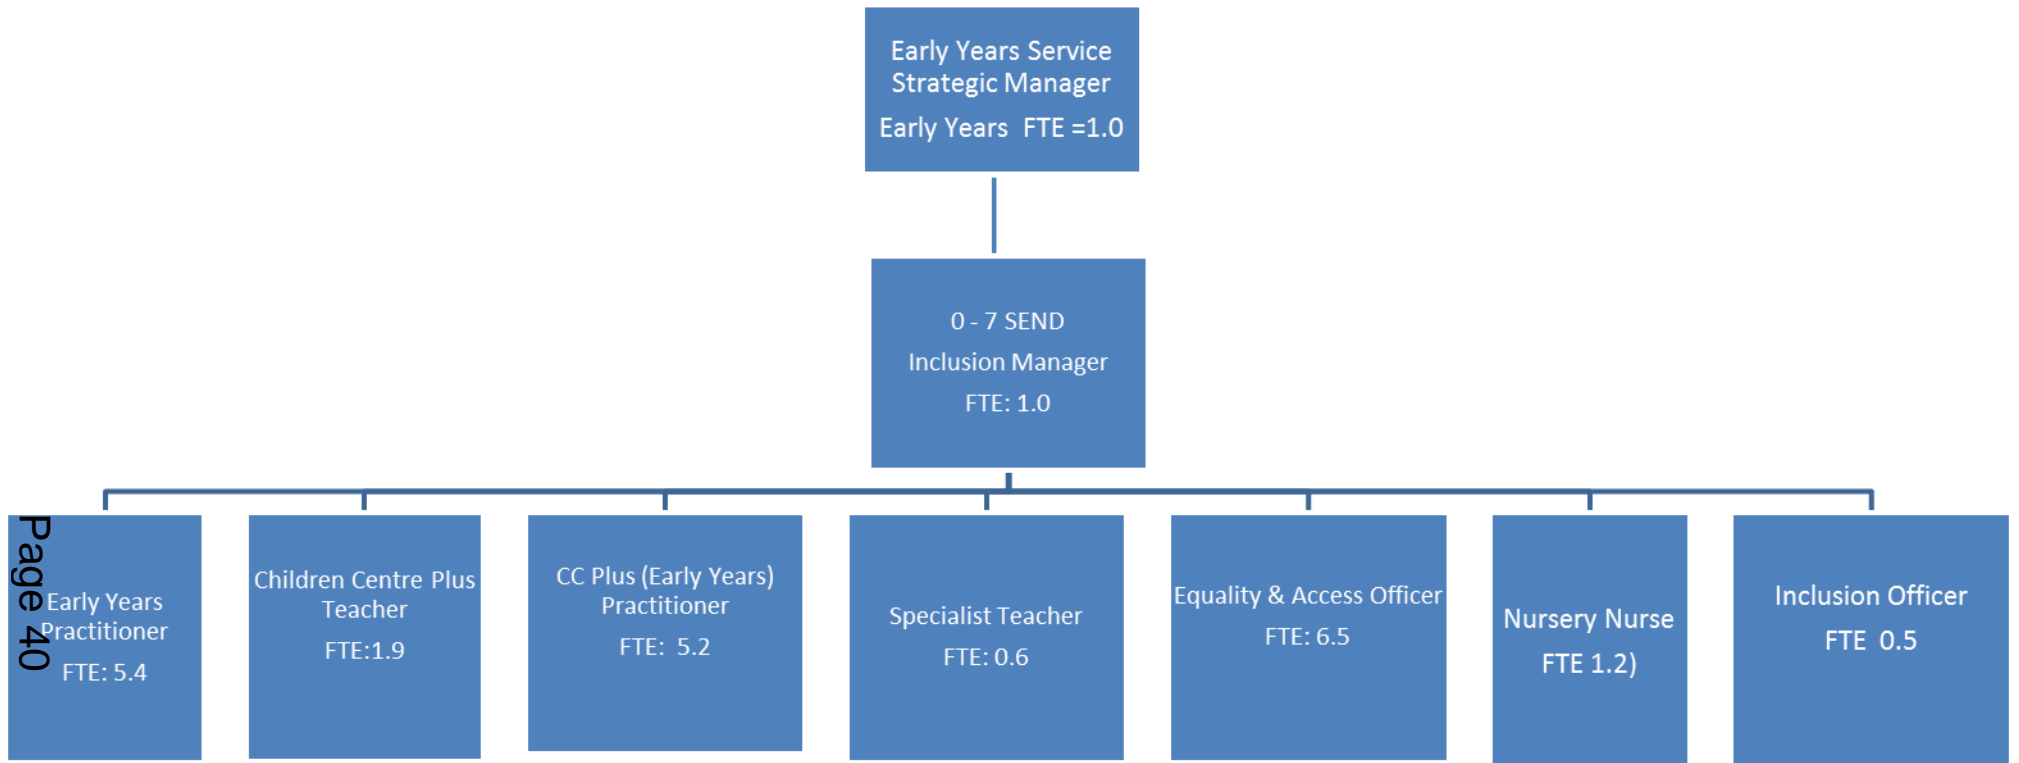 Early Years Service
Strategic Manager
Early Years  FTE =1.0
0 - 7 SEND
Inclusion Manager
FTE: 1.0
Page 40
Early Years
Practitioner
FTE: 5.4
Children Centre Plus
Teacher
FTE:1.9
CC Plus (Early Years)
Practitioner
FTE:  5.2
Specialist Teacher
FTE: 0.6
Equality & Access Officer
FTE: 6.5
Nursery Nurse
FTE 1.2)
Inclusion Officer
FTE  0.5